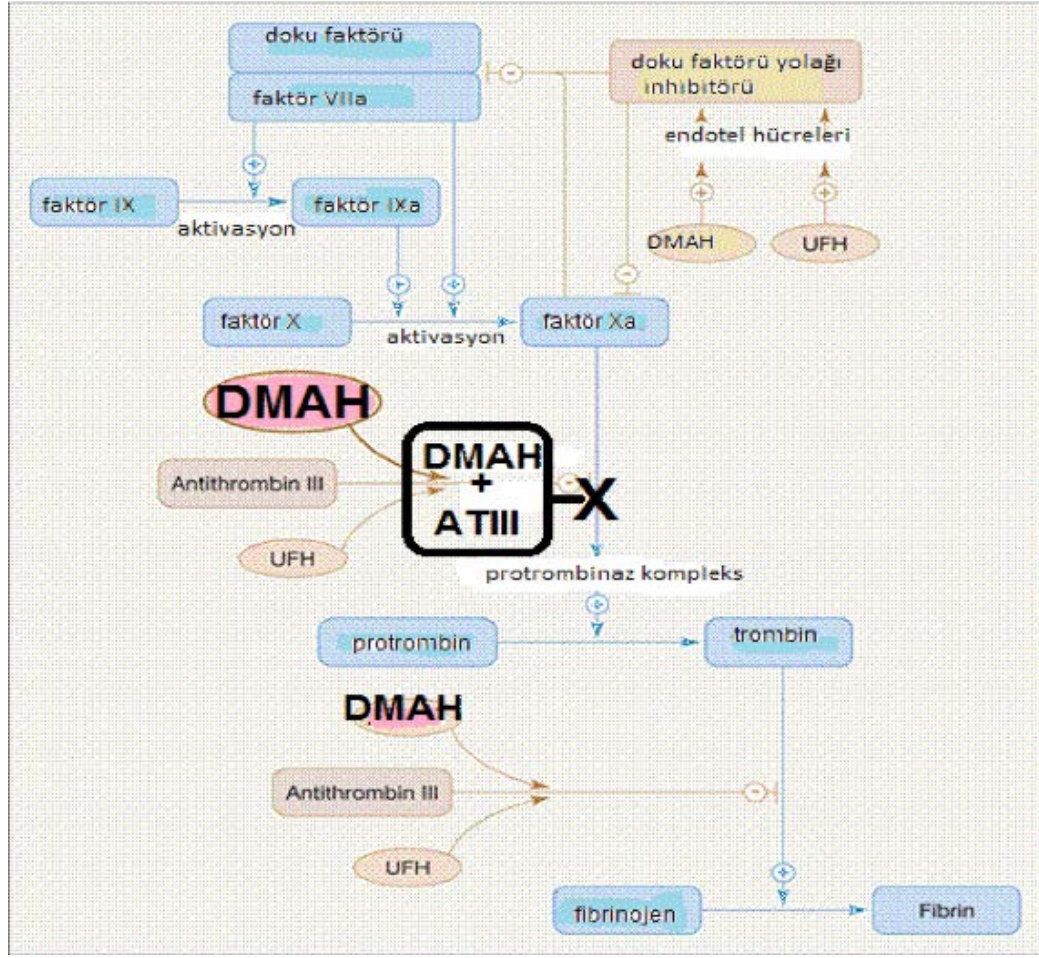 doku faktörü
faktör VIIa
doku faktörü yolağı
inhibitörü
endotel hücreleri
DMAH
UFH
faktör IX
aktivasyon
faktör IXa
faktör X
aktivasyon
faktör Xa
DMAH
Antithrombin III
UFH
DMAH
+
ATIII
X
protrombinaz kompleks
protrombin
trombin
DMAH
Antithrombin III
UFH
fibrinojen
Fibrin